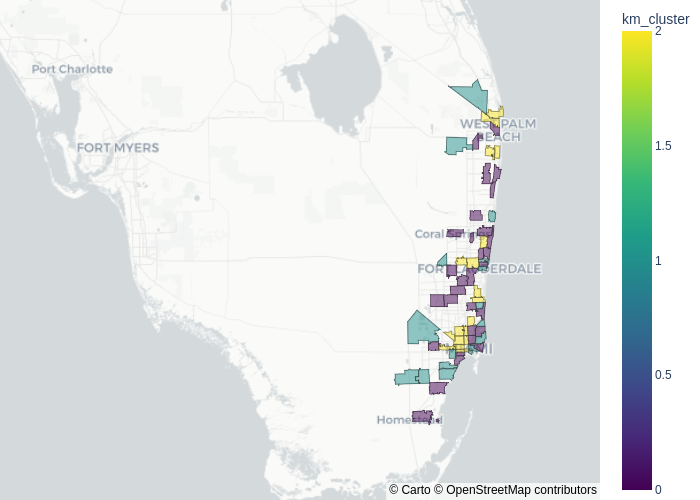 km_cluster
2
Port Charlotte
WEST PALM
BEACH
FORT MYERS
1.5
Coral Springs
1
FORT LAUDERDALE
0.5
Homestead
0
© Carto © OpenStreetMap contributors